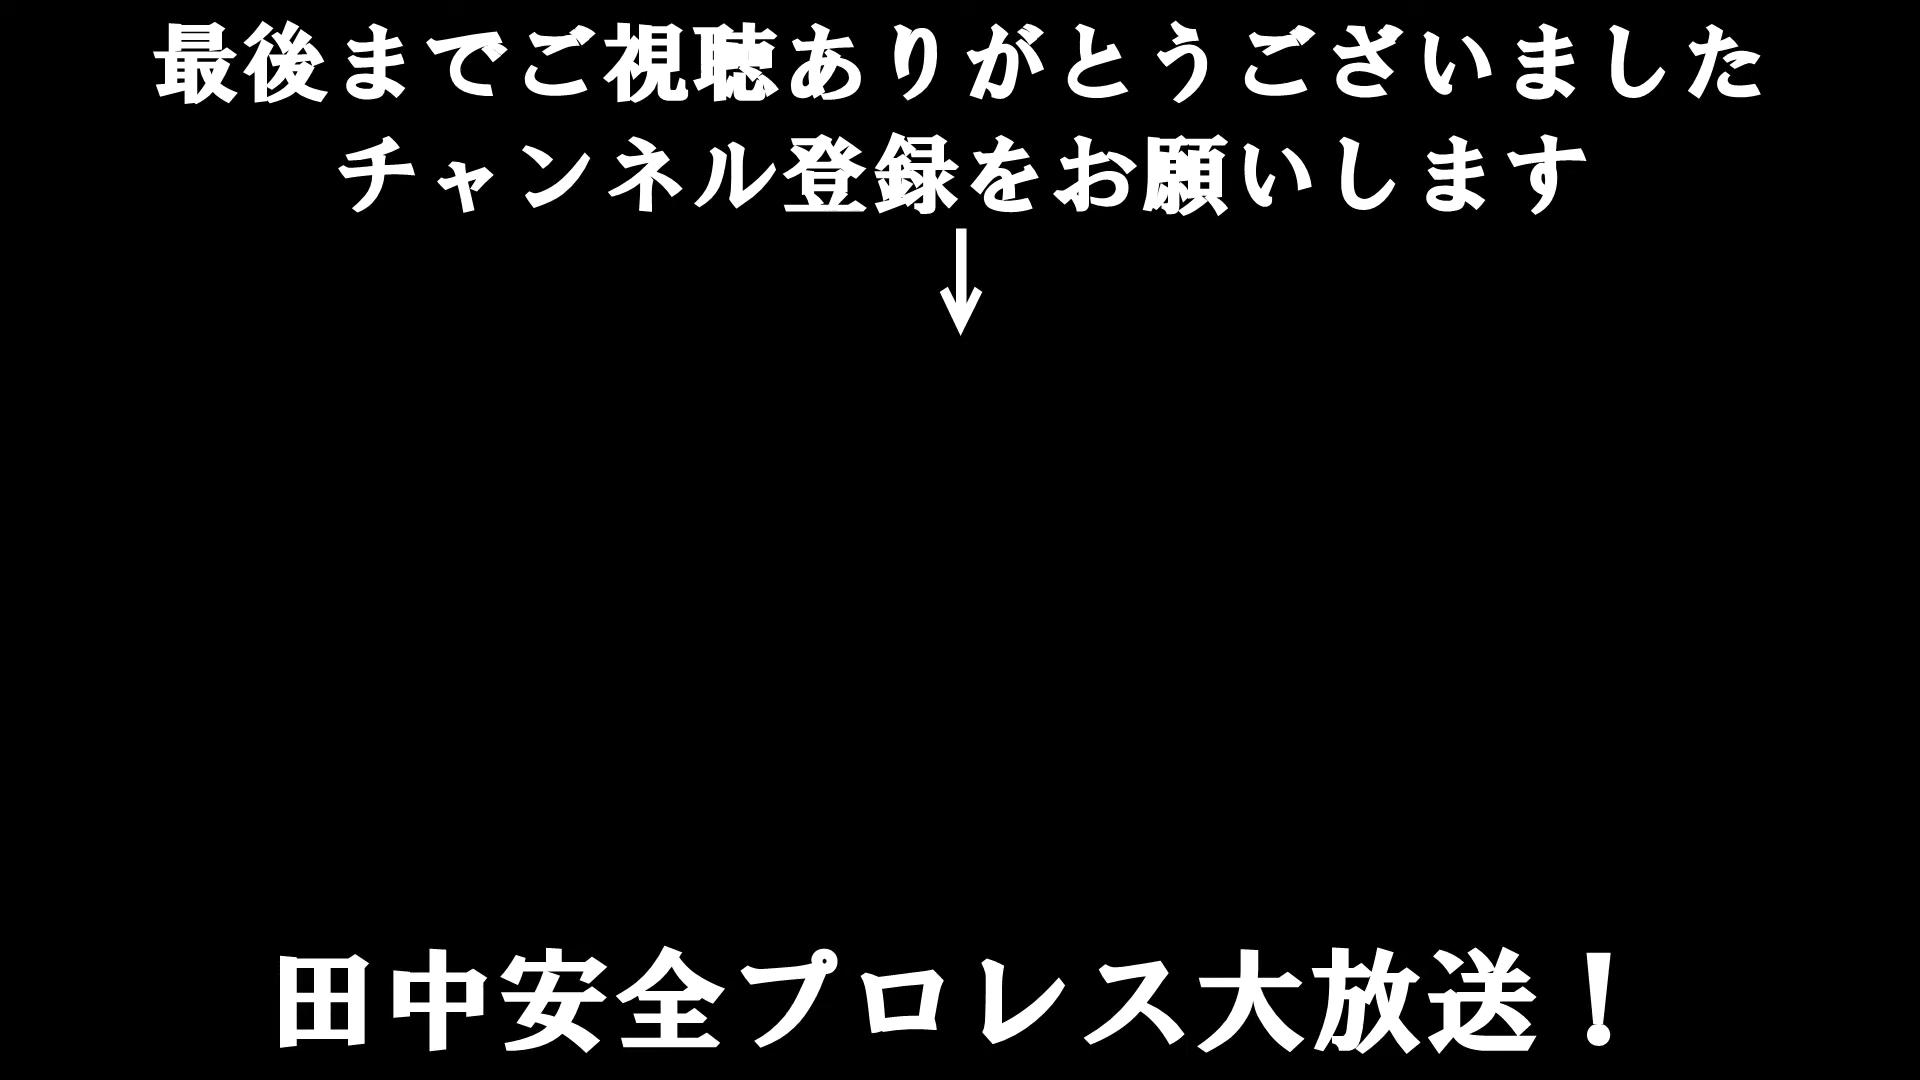 最後までご視聴ありがとうございました
チャンネル登録をお願いします
↓
田中安全プロレス大放送！